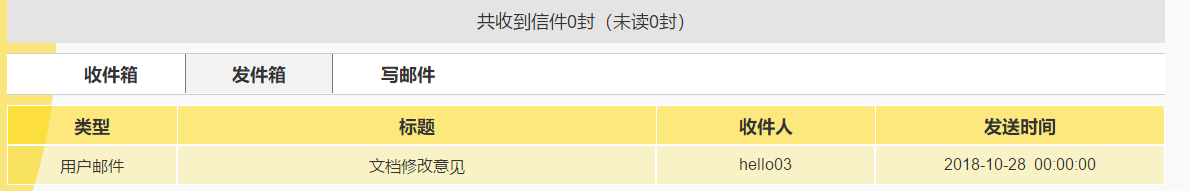 共收到信件0封（未读0封）
收件箱 发件箱 写邮件
类型 标题 收件人 发送时间
用户邮件 文档修改意见 hello03 2018-10-28 00:00:00